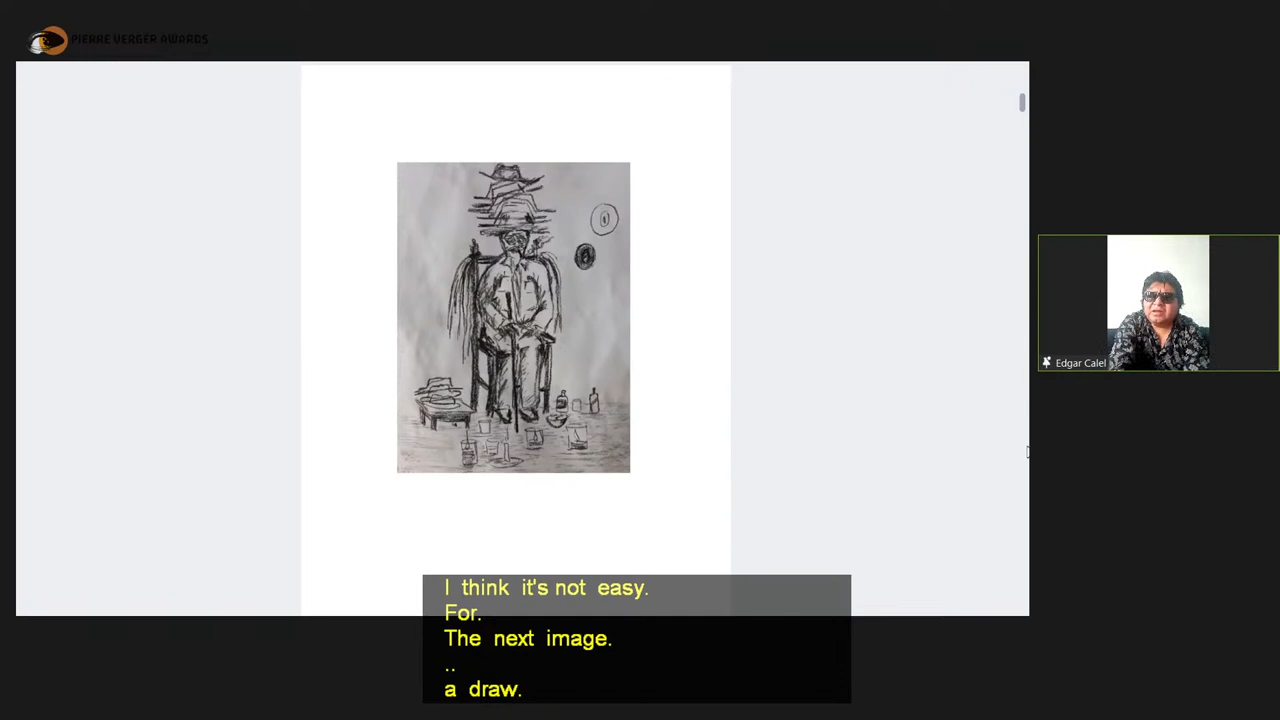 PIERRE VERGER AWARDS
Edgar Calel
I think it's not easy.
For.
The next image.
..
a draw.